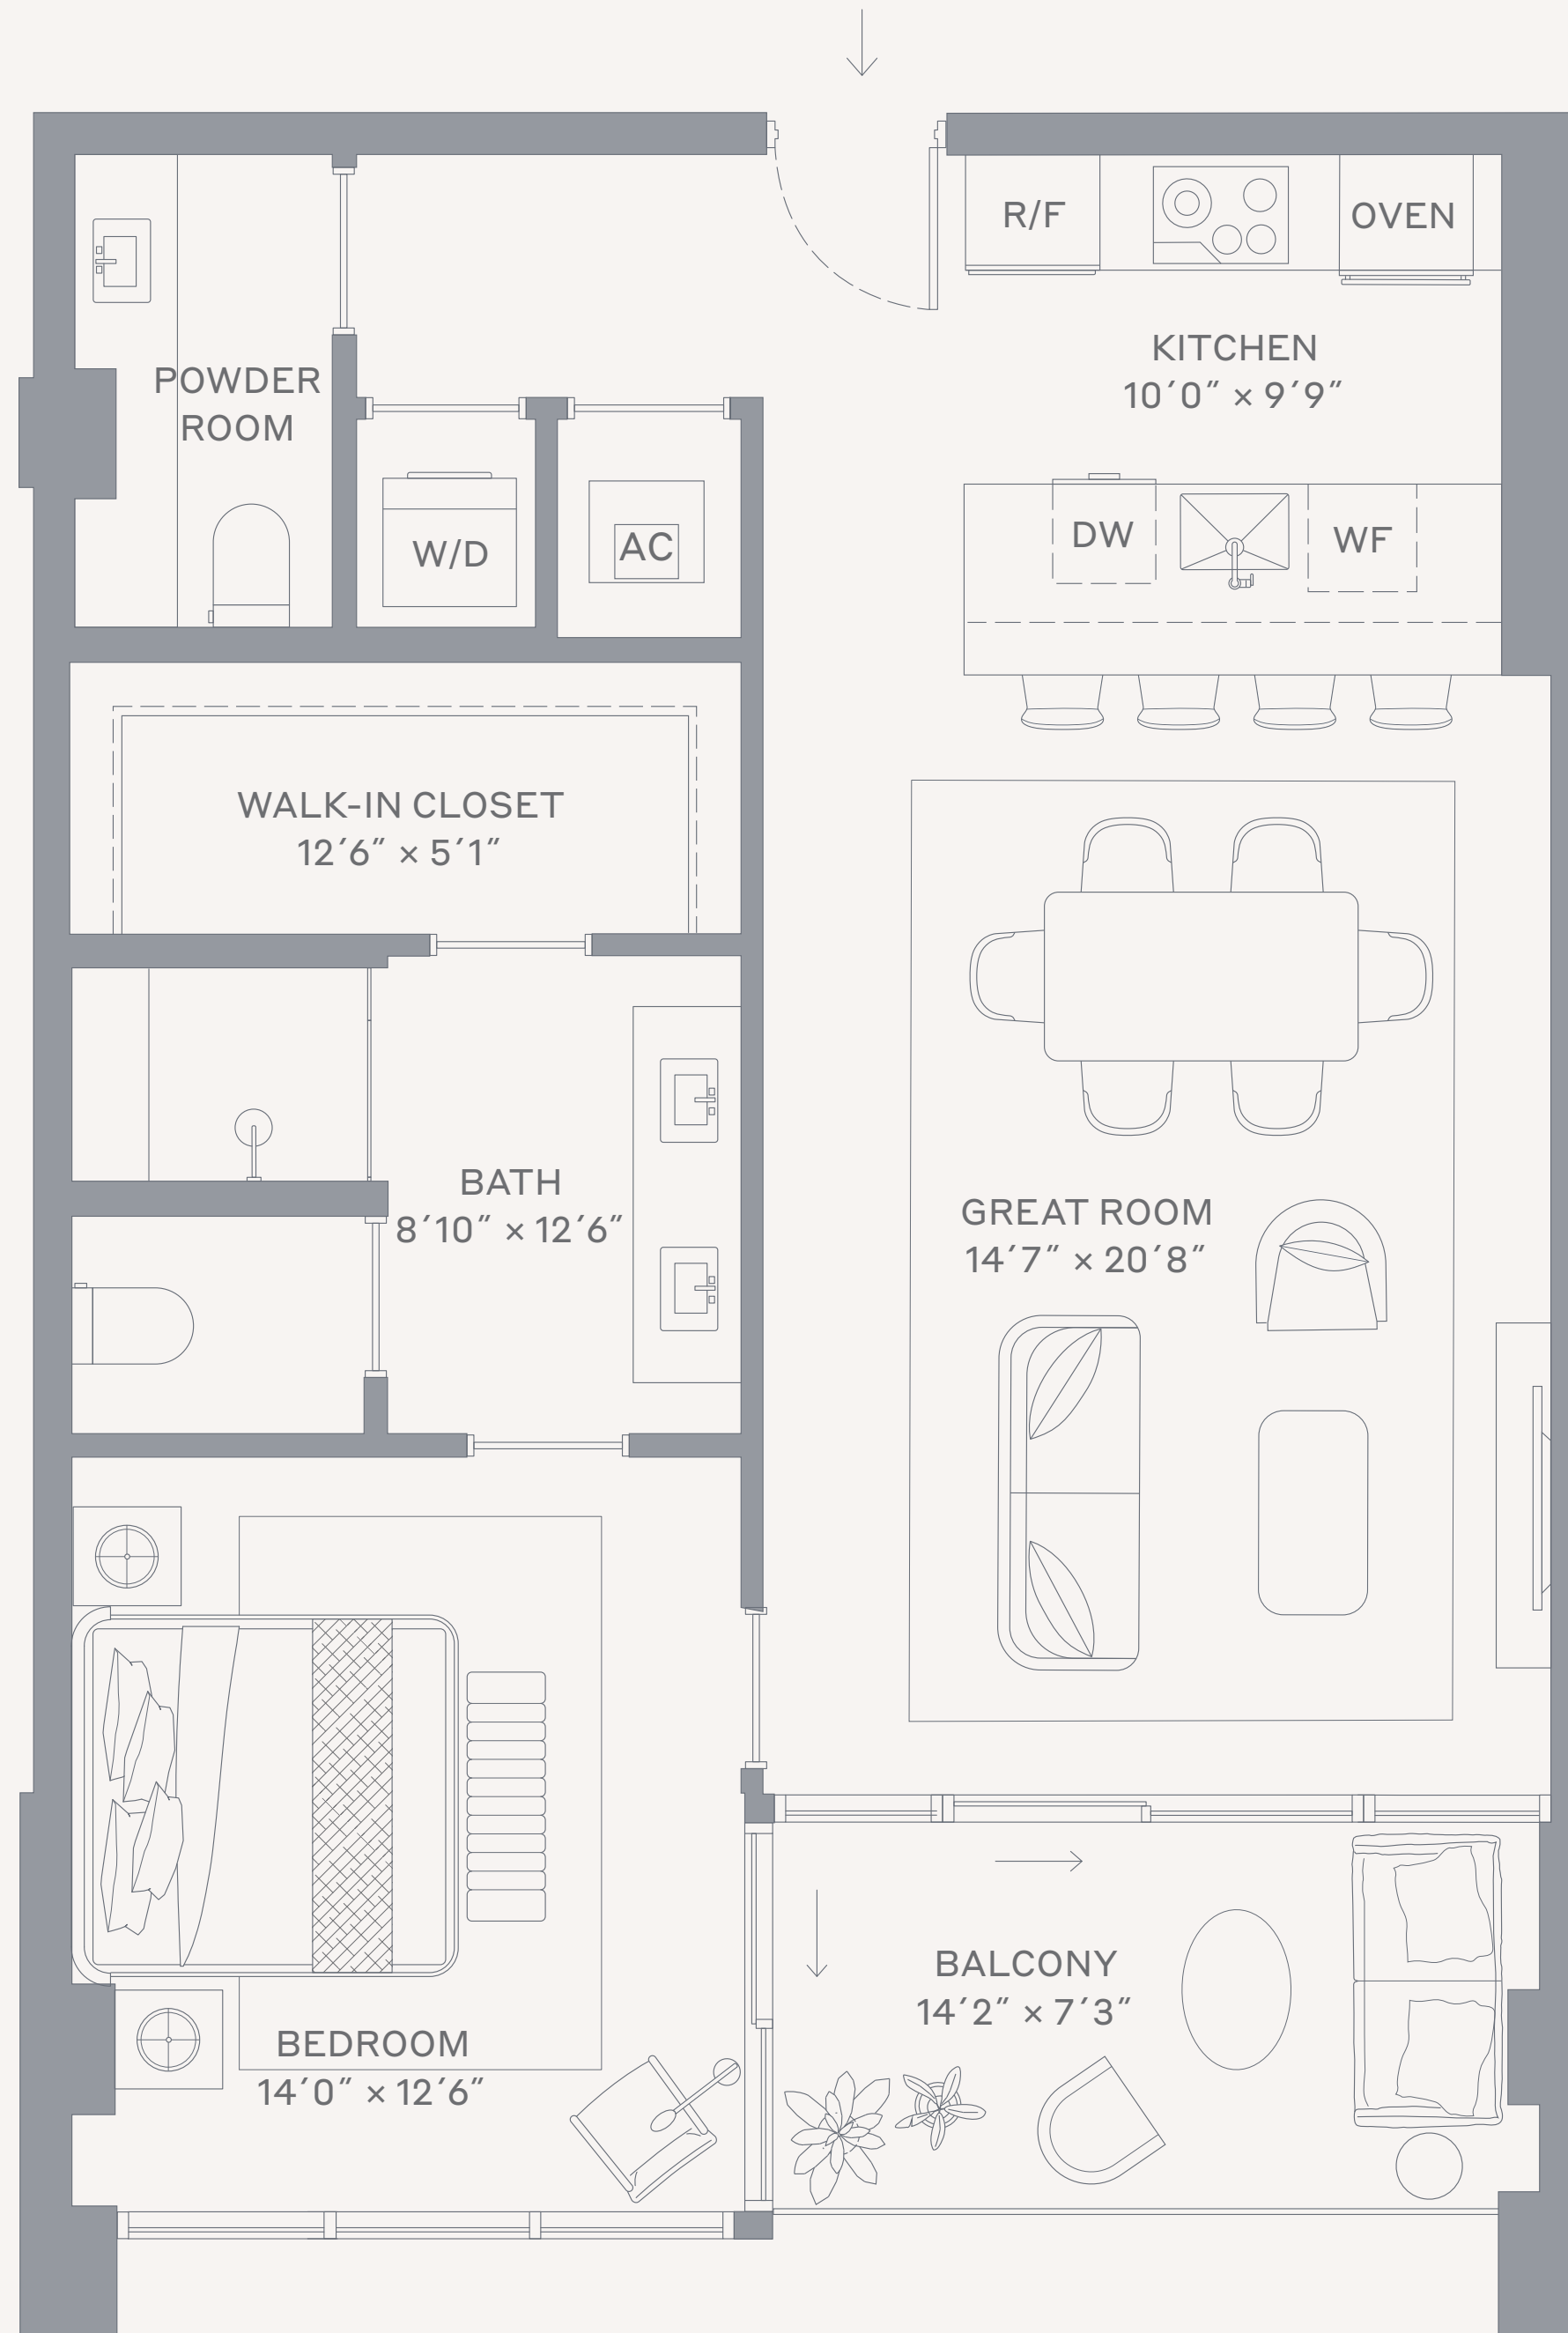 R/F
OVEN
KITCHEN
10′0″ × 9′9″
POWDER
ROOM
W/D
AC
DW
WF
WALK-IN CLOSET
12′6″ × 5′1″
BATH
8′10″ × 12′6″
GREAT ROOM
14′7″ × 20′8″
BALCONY
14′2″ × 7′3″
BEDROOM
14′0″ × 12′6″